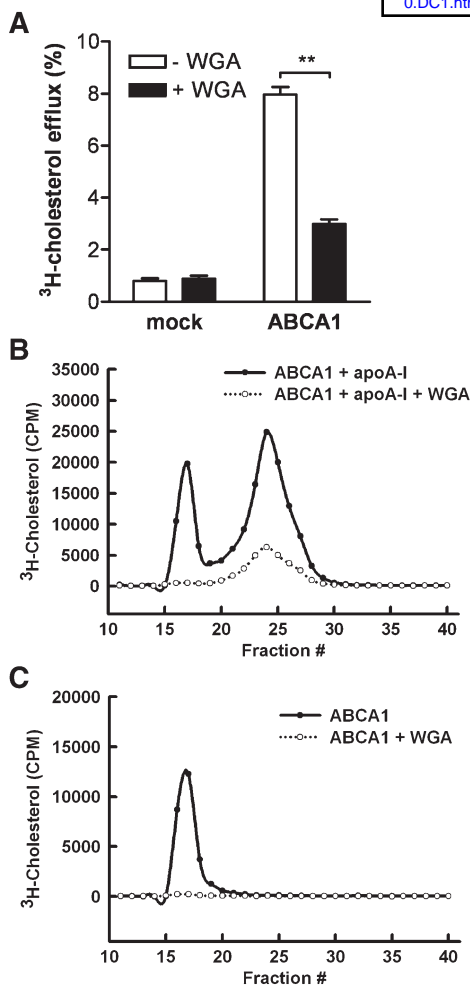 0.DC1.htm
A
10
8
6
4
2
0
³H-cholesterol efflux (%)
- WGA
+ WGA
**
mock ABCA1
B
35000
30000
25000
20000
15000
10000
5000
0
³H-Cholesterol (CPM)
ABCA1 + apoA-I
ABCA1 + apoA-I + WGA
10 15 20 25 30 35 40
Fraction #
C
20000
15000
10000
5000
0
³H-Cholesterol (CPM)
ABCA1
ABCA1 + WGA
10 15 20 25 30 35 40
Fraction #